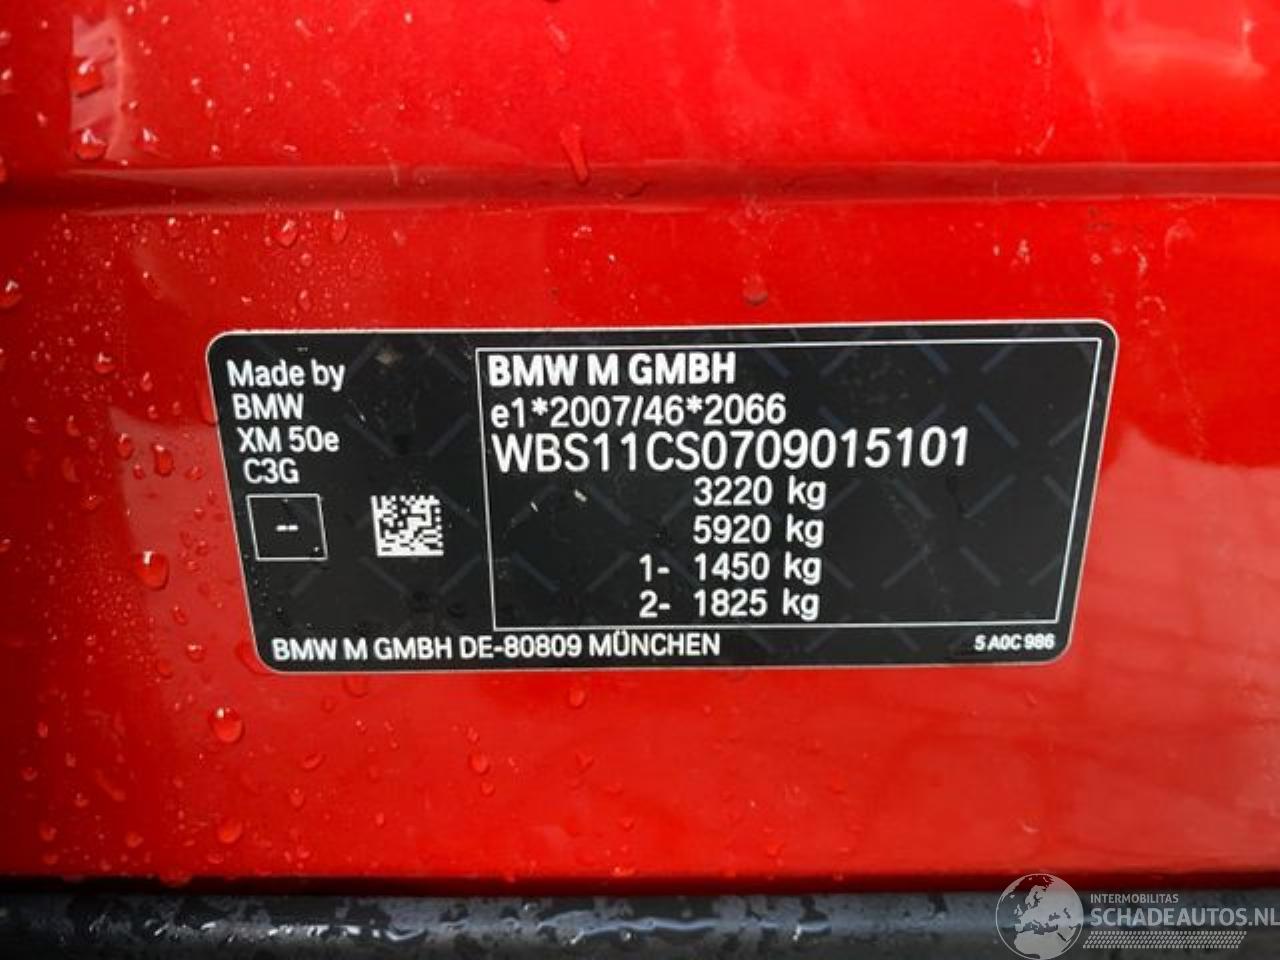 Made by
BMW
XM 50e
C3G
--
BMW M GMBH
e1*2007/46*2066
WBS11CS0709015101
3220 kg
5920 kg
1- 1450 kg
2- 1825 kg
BMW M GMBH DE-80809 MÜNCHEN
5 A0C 986
INTERMOBILITAS
SCHADEAUTOS.NL